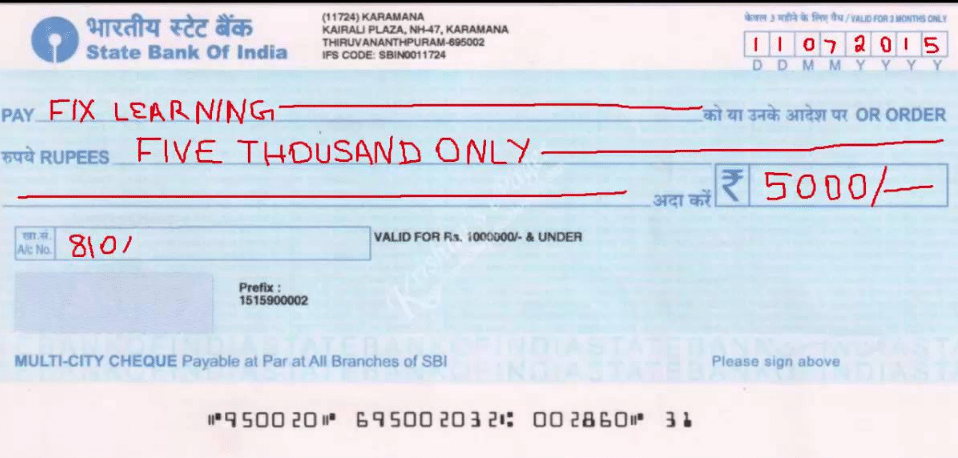 भारतीय स्टेट बैंक
State Bank Of India
(11724) KARAMANA
KAIRALI PLAZA, NH-47, KARAMANA
THIRUVANANTHPURAM-695002
IFS CODE: SBIN0011724
केवल 3 महीने के लिए वैध / VALID FOR 3 MONTHS ONLY
1 1 0 7 2 0 1 5
D D M M Y Y Y Y
PAY FIX LEARNING को या उनके आदेश पर OR ORDER
रुपये RUPEES FIVE THOUSAND ONLY
अदा करें ₹ 5000/-
खा.सं.
A/c No. 8101
VALID FOR Rs. 1000000/- & UNDER
Prefix :
1515900002
MULTI-CITY CHEQUE Payable at Par at All Branches of SBI
Please sign above
⑈950020⑈ 695002032⑆ 002860⑈ 31